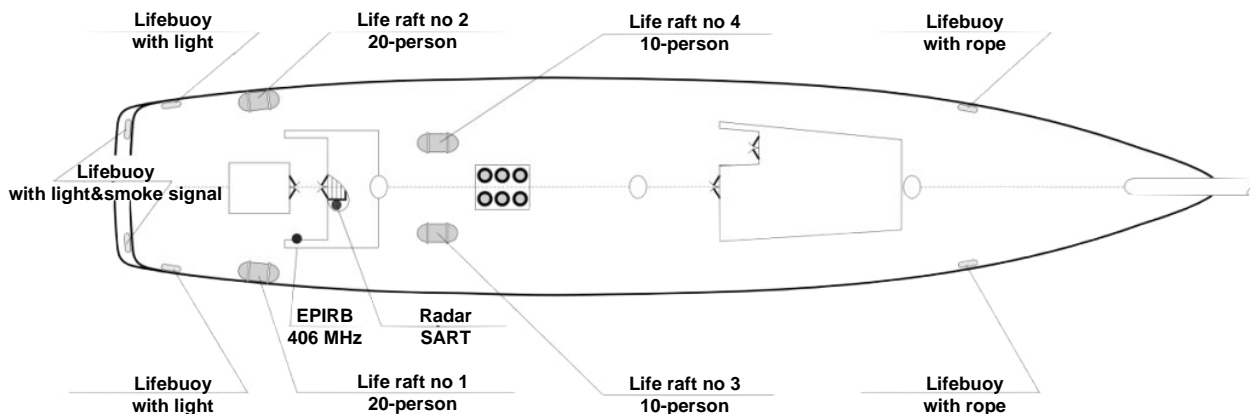 Lifebuoy
with light
Life raft no 2
20-person
Life raft no 4
10-person
Lifebuoy
with rope
Lifebuoy
with light&smoke signal
EPIRB
406 MHz
Radar
SART
Lifebuoy
with light
Life raft no 1
20-person
Life raft no 3
10-person
Lifebuoy
with rope